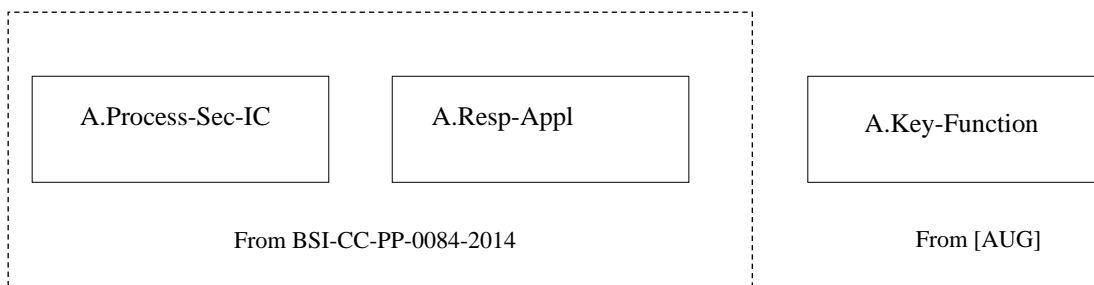 A.Process-Sec-IC
A.Resp-Appl
A.Key-Function
From BSI-CC-PP-0084-2014
From [AUG]